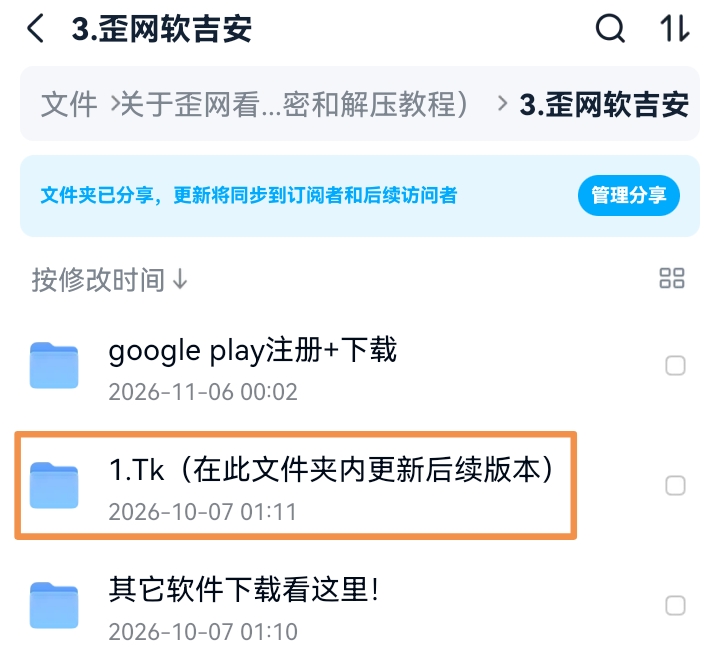 3.歪网软吉安
文件 >关于歪网看...密和解压教程） > 3.歪网软吉安
文件夹已分享，更新将同步到订阅者和后续访问者
管理分享
按修改时间↓
google play注册+下载
2026-11-06 00:02
1.Tk（在此文件夹内更新后续版本）
2026-10-07 01:11
其它软件下载看这里！
2026-10-07 01:10